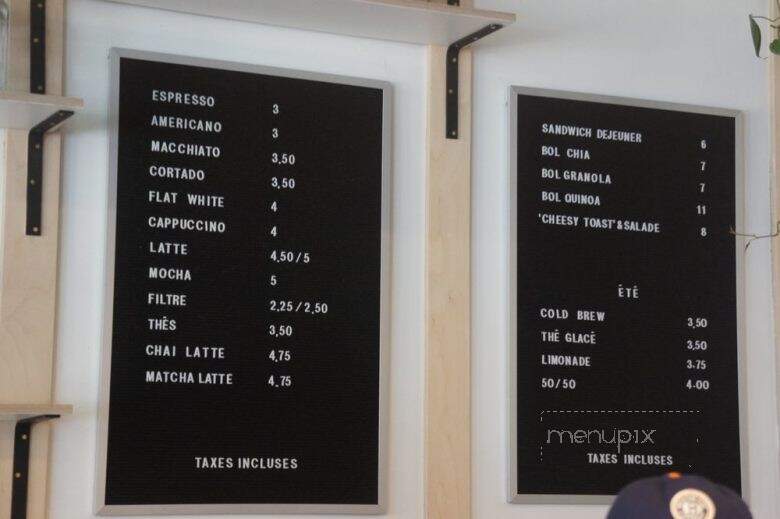 ESPRESSO 3
AMERICANO 3
MACCHIATO 3,50
CORTADO 3,50
FLAT WHITE 4
CAPPUCCINO 4
LATTE 4,50/5
MOCHA 5
FILTRE 2,25/2,50
THÊS 3,50
CHAI LATTE 4,75
MATCHA LATTE 4,75
TAXES INCLUSES
SANDWICH DEJEUNER 6
BOL CHIA 7
BOL GRANOLA 7
BOL QUINOA 11
'CHEESY TOAST'&SALADE 8
ÊTÊ
COLD BREW 3,50
THÊ GLACÊ 3,50
LIMONADE 3.75
50/50 4.00
menupix
TAXES INCLUSES